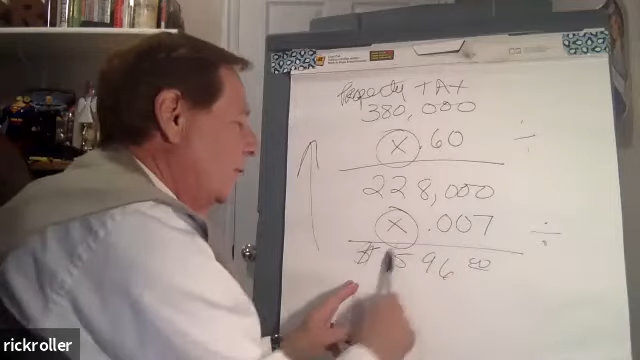 Property TAX
380,000
X .60 ÷
228,000
X .007 ÷
$ 1596 00
rickroller